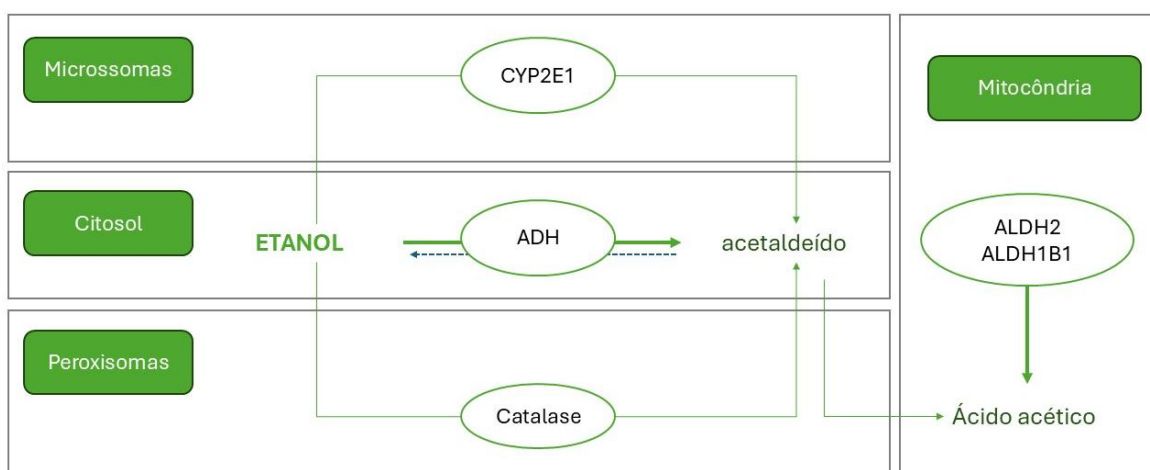 Microssomas
CYP2E1
Mitocôndria
Citosol
ETANOL
ADH
acetaldeído
ALDH2
ALDH1B1
Peroxisomas
Catalase
Ácido acético